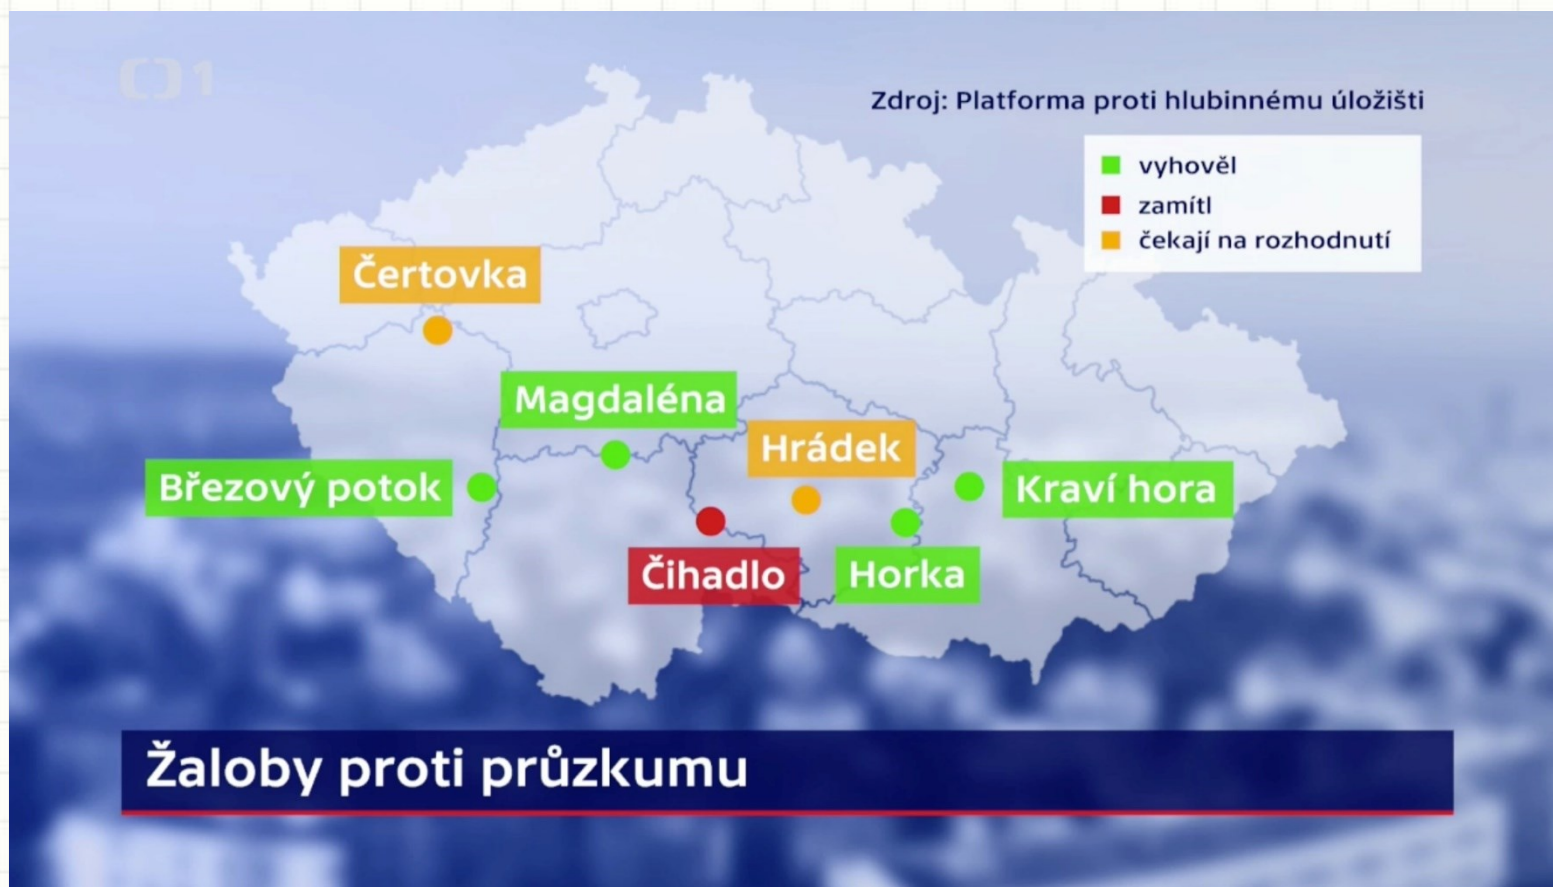 1
Zdroj: Platforma proti hlubinnému úložišti
vyhověl
zamítl
čekají na rozhodnutí
Čertovka
Magdaléna
Hrádek
Březový potok
Kraví hora
Čihadlo
Horka
Žaloby proti průzkumu